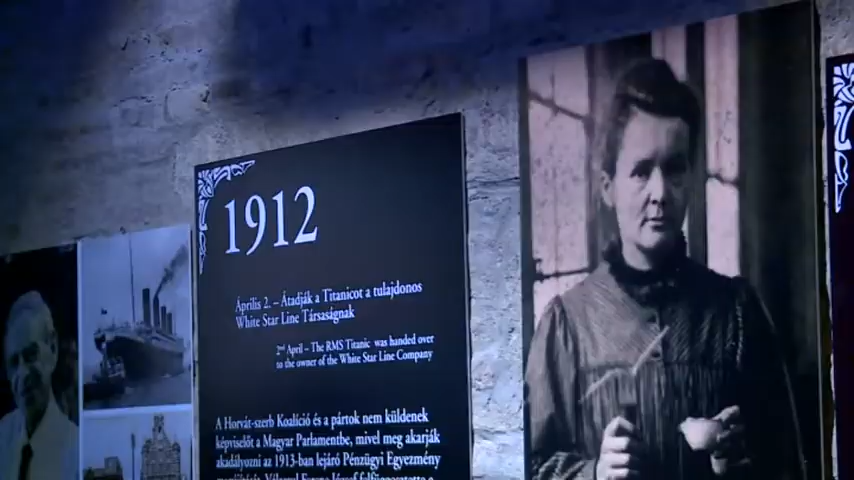 1912
Április 2. – Átadják a Titanicot a tulajdonos
White Star Line Társaságnak
2nd April – The RMS Titanic was handed over
to the owner of the White Star Line Company
A Horvát-szerb Koalíció és a pártok nem küldenek
képviselőt a Magyar Parlamentbe, mivel meg akarják
akadályozni az 1913-ban lejáró Pénzügyi Egyezmény